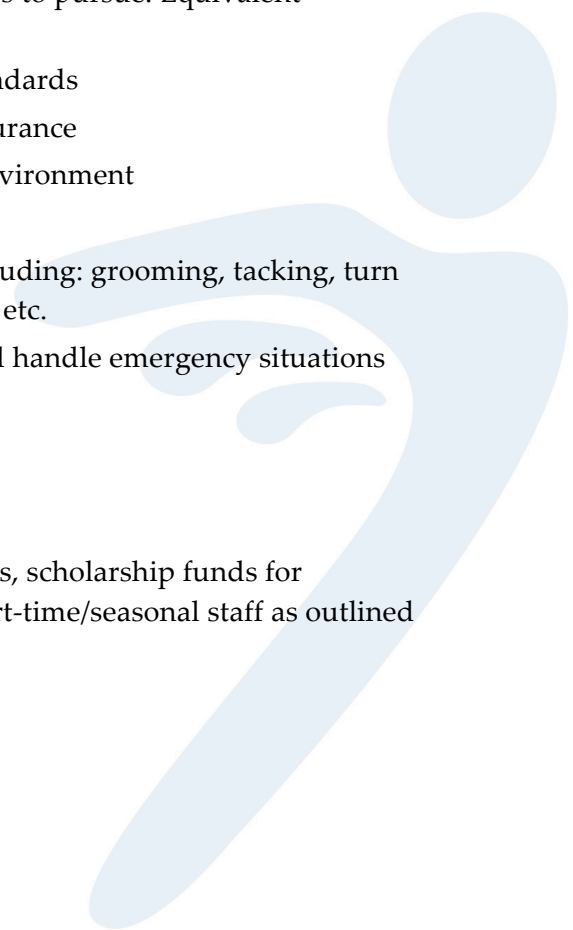 s to pursue. Equivalent
ndards
urance
vironment
uding: grooming, tacking, turn
etc.
l handle emergency situations
s, scholarship funds for
rt-time/seasonal staff as outlined